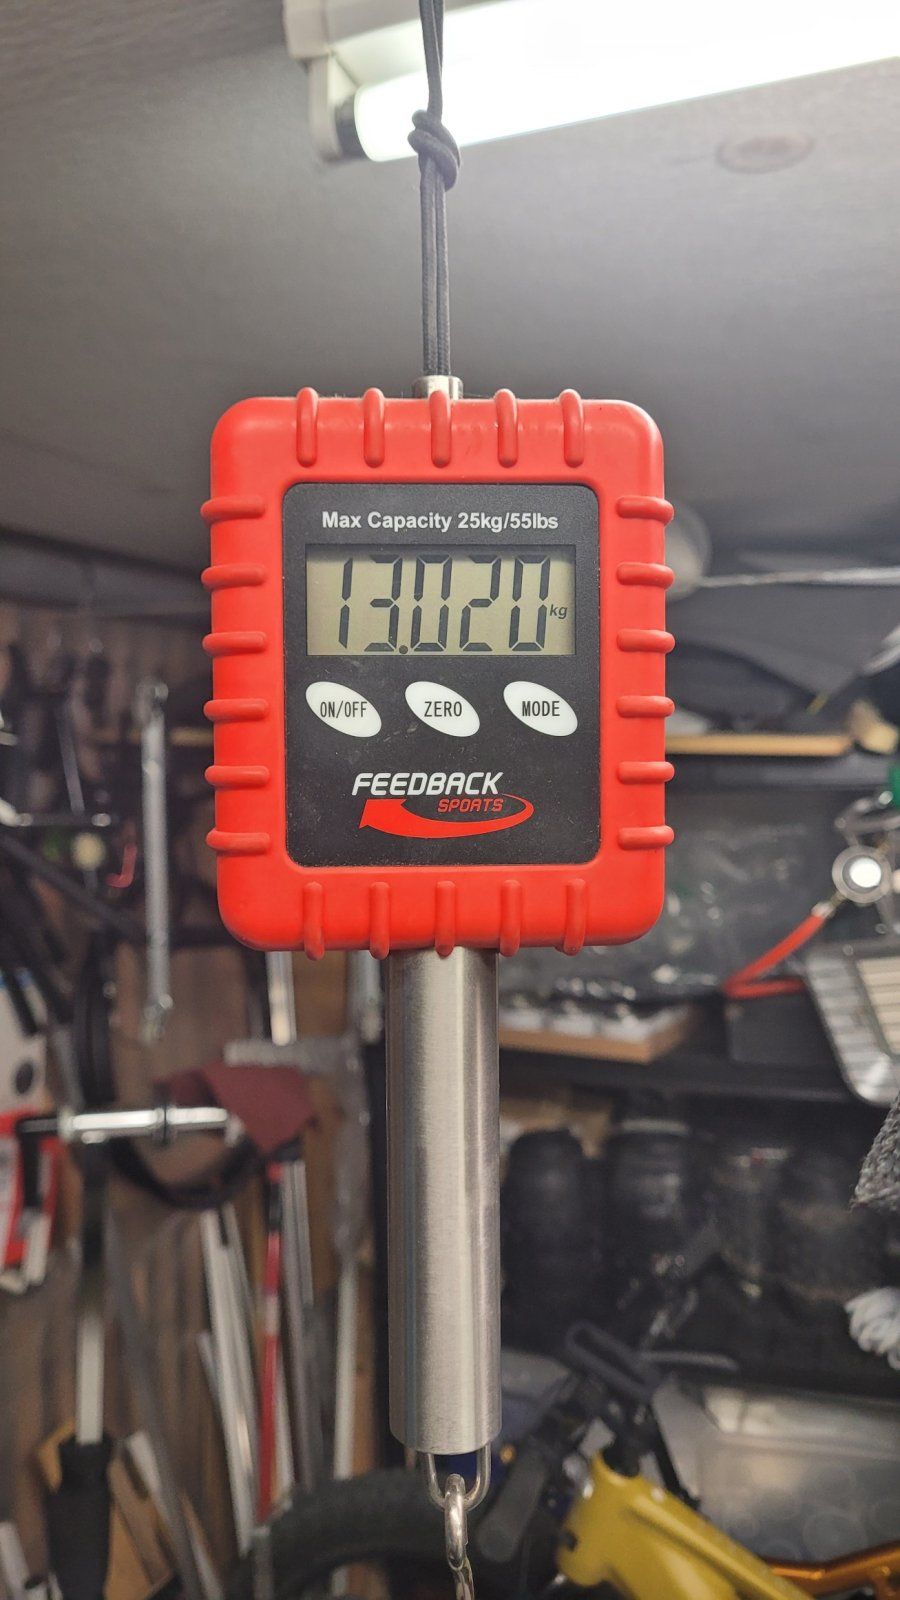 Max Capacity 25kg/55lbs
13.020 kg
ON/OFF ZERO MODE
FEEDBACK
SPORTS